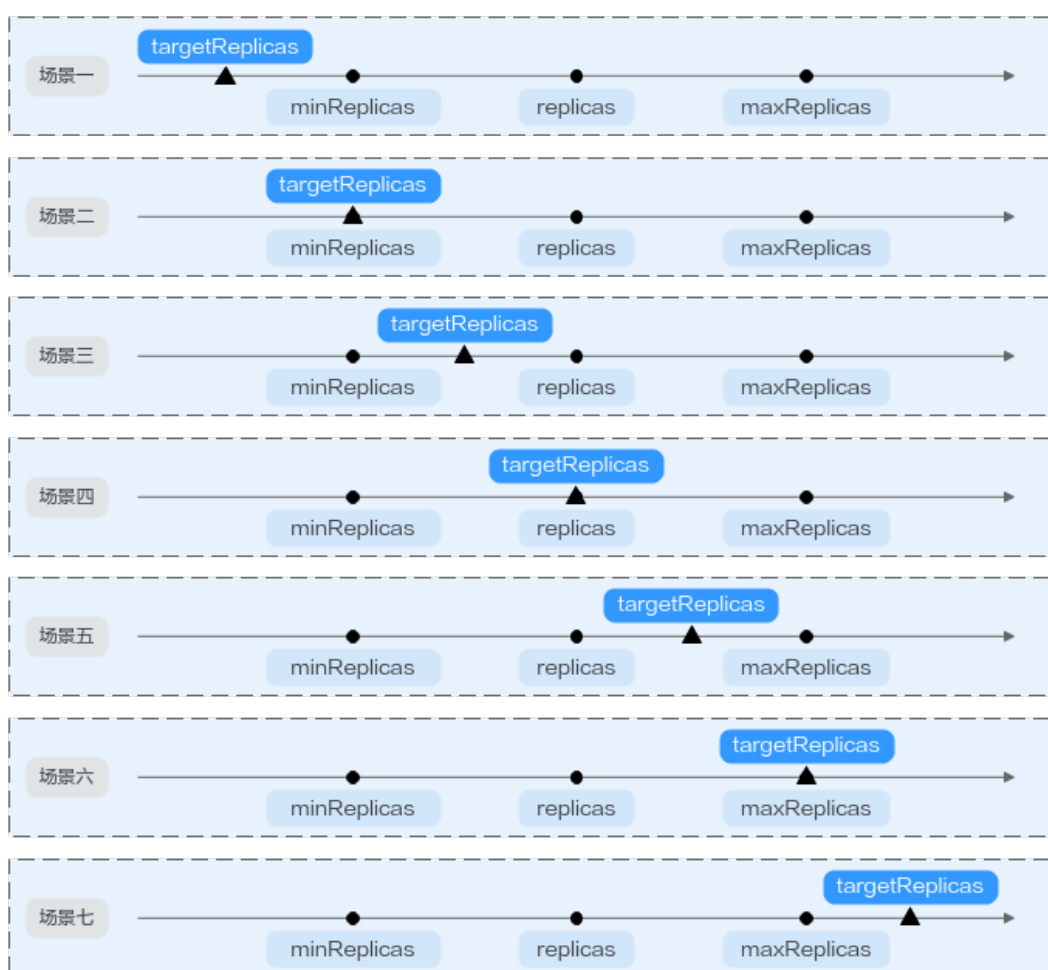 targetReplicas
场景一
minReplicas replicas maxReplicas
targetReplicas
场景二
minReplicas replicas maxReplicas
targetReplicas
场景三
minReplicas replicas maxReplicas
targetReplicas
场景四
minReplicas replicas maxReplicas
targetReplicas
场景五
minReplicas replicas maxReplicas
targetReplicas
场景六
minReplicas replicas maxReplicas
targetReplicas
场景七
minReplicas replicas maxReplicas